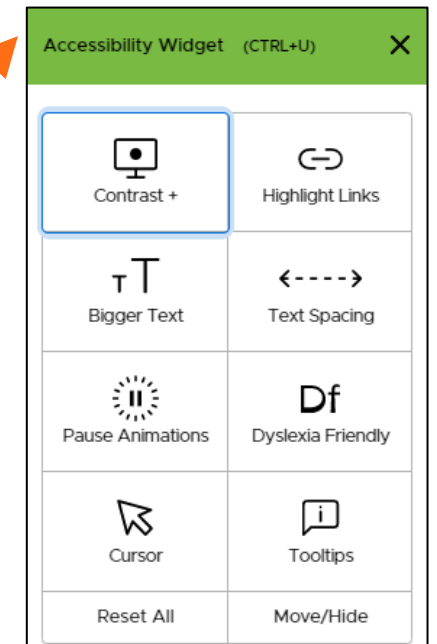 Accessibility Widget (CTRL+U)
Contrast +
Highlight Links
TT
Bigger Text
Text Spacing
Pause Animations
Df
Dyslexia Friendly
Cursor
i
Tooltips
Reset All
Move/Hide